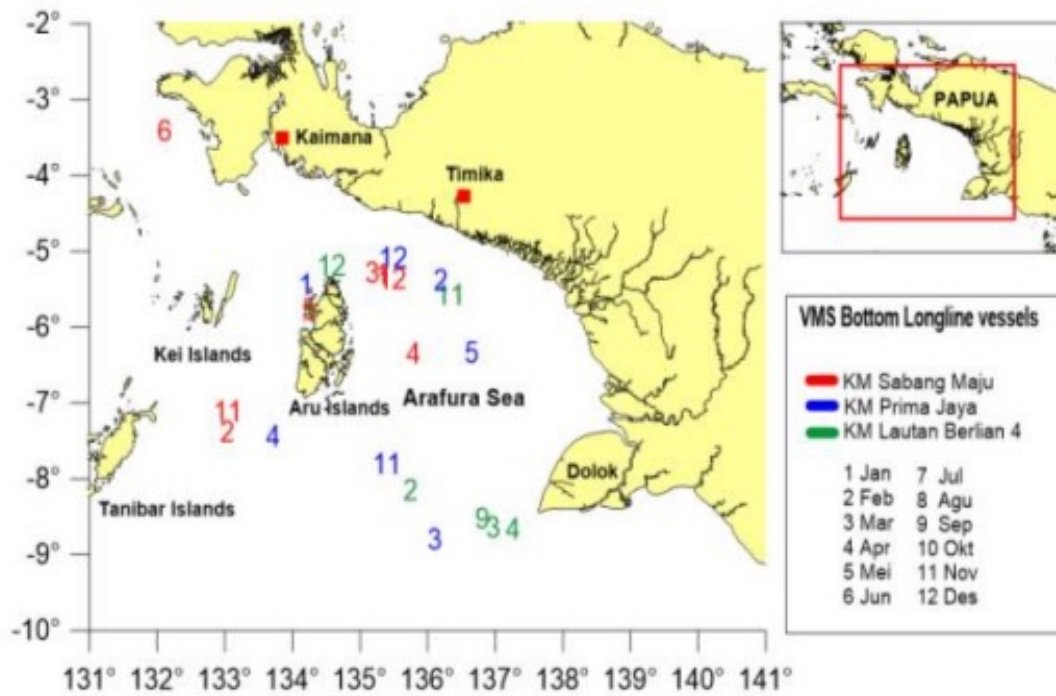 -2°
-3°
-4°
-5°
-6°
-7°
-8°
-9°
-10°
131° 132° 133° 134° 135° 136° 137° 138° 139° 140° 141°
6
Kaimana
Timika
12
12
3
12
1
2
11
4
5
Kei Islands
Aru Islands
Arafura Sea
11
2
4
11
2
Dolok
Tanibar Islands
9
3
4
3
PAPUA
VMS Bottom Longline vessels
KM Sabang Maju
KM Prima Jaya
KM Lautan Berlian 4
1 Jan 7 Jul
2 Feb 8 Agu
3 Mar 9 Sep
4 Apr 10 Okt
5 Mei 11 Nov
6 Jun 12 Des